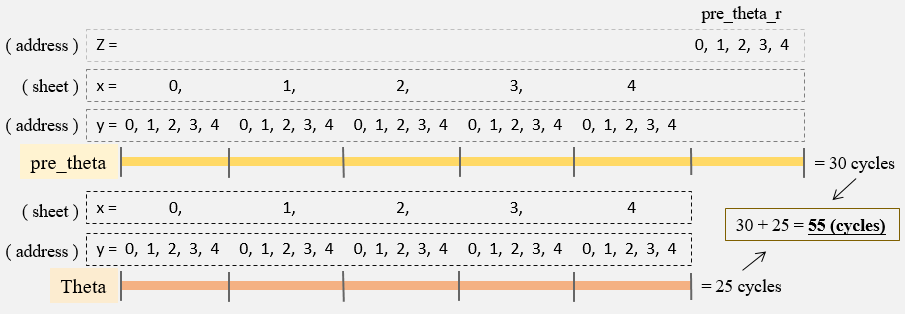 pre_theta_r
( address ) Z = 0, 1, 2, 3, 4
( sheet ) x = 0, 1, 2, 3, 4
( address ) y = 0, 1, 2, 3, 4 0, 1, 2, 3, 4 0, 1, 2, 3, 4 0, 1, 2, 3, 4 0, 1, 2, 3, 4
pre_theta = 30 cycles
( sheet ) x = 0, 1, 2, 3, 4
30 + 25 = 55 (cycles)
( address ) y = 0, 1, 2, 3, 4 0, 1, 2, 3, 4 0, 1, 2, 3, 4 0, 1, 2, 3, 4 0, 1, 2, 3, 4
Theta = 25 cycles